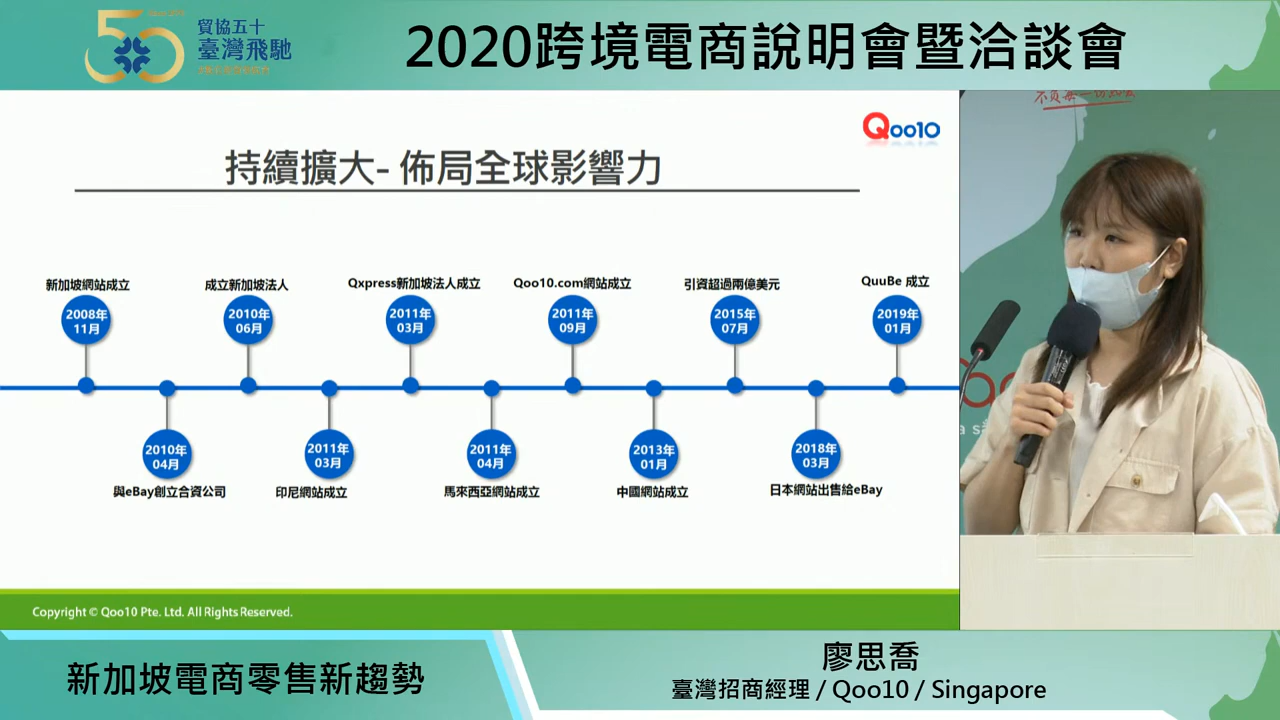 50
貿協五十
臺灣飛馳
2020跨境電商說明會暨洽談會
Qoo10
持續擴大- 佈局全球影響力
新加坡網站成立
2008年
11月
成立新加坡法人
2010年
06月
Qxpress新加坡法人成立
2011年
03月
Qoo10.com網站成立
2011年
09月
引資超過兩億美元
2015年
07月
QuuBe 成立
2019年
01月
2010年
04月
與eBay創立合資公司
2011年
03月
印尼網站成立
2011年
04月
馬來西亞網站成立
2013年
01月
中國網站成立
2018年
03月
日本網站出售給eBay
Copyright © Qoo10 Pte. Ltd. All Rights Reserved.
新加坡電商零售新趨勢
廖思喬
臺灣招商經理 / Qoo10 / Singapore